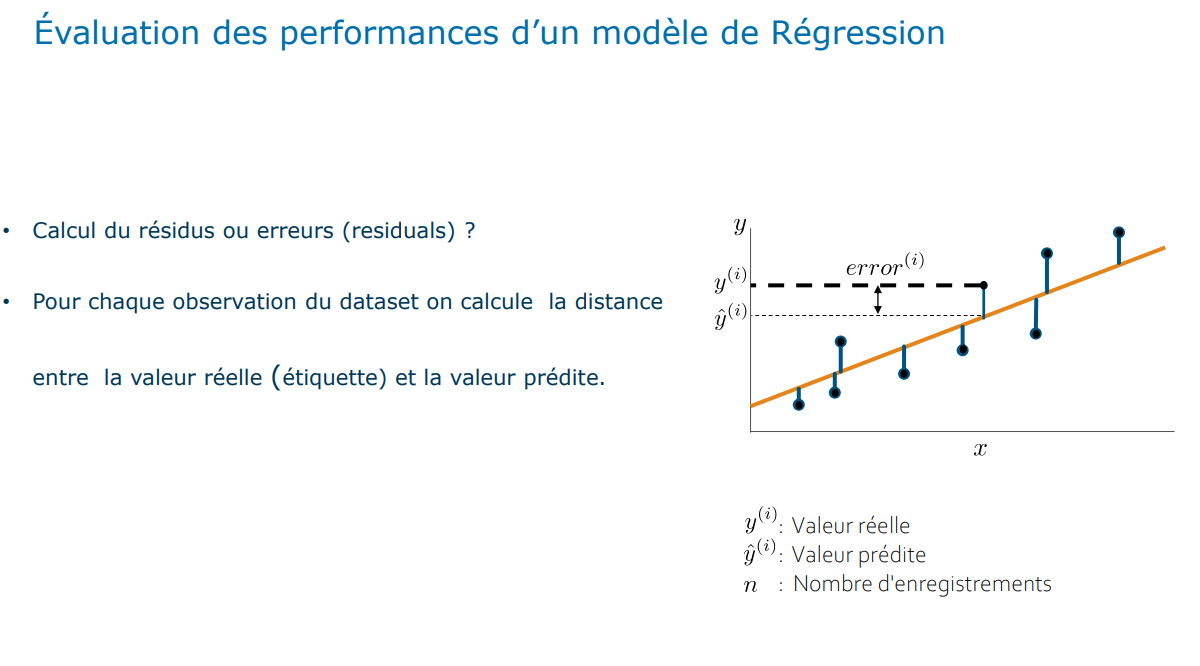 Évaluation des performances d’un modèle de Régression
• Calcul du résidus ou erreurs (residuals) ?
• Pour chaque observation du dataset on calcule la distance
entre la valeur réelle (étiquette) et la valeur prédite.
y
error^(i)
y^(i)
ŷ^(i)
x
y^(i): Valeur réelle
ŷ^(i): Valeur prédite
n : Nombre d'enregistrements